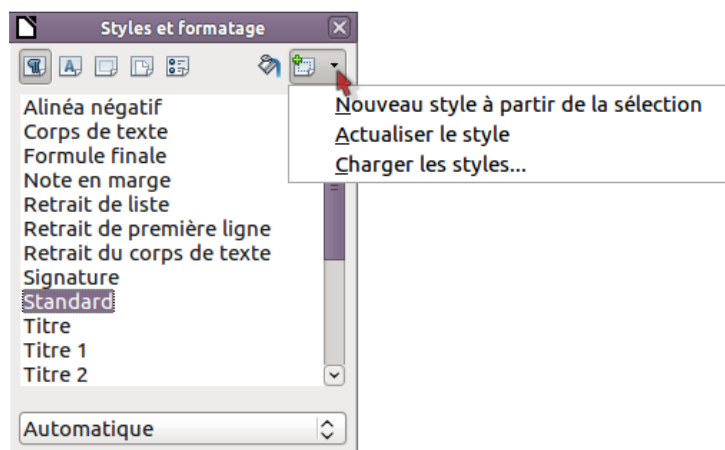 Styles et formatage
Nouveau style à partir de la sélection
Actualiser le style
Charger les styles...
Alinéa négatif
Corps de texte
Formule finale
Note en marge
Retrait de liste
Retrait de première ligne
Retrait du corps de texte
Signature
Standard
Titre
Titre 1
Titre 2
Automatique